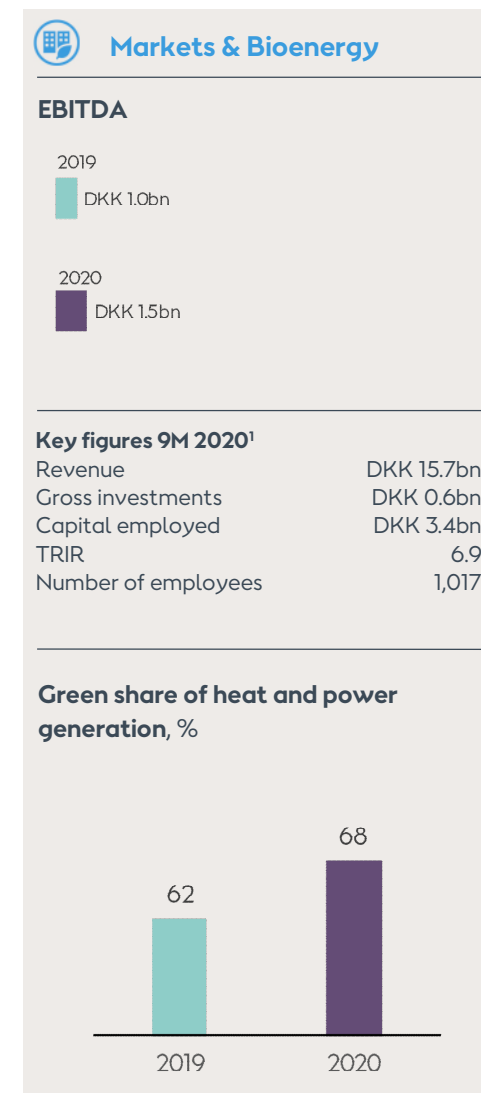 Markets & Bioenergy
EBITDA
2019
DKK 1.0bn
2020
DKK 1.5bn
Key figures 9M 2020¹
Revenue DKK 15.7bn
Gross investments DKK 0.6bn
Capital employed DKK 3.4bn
TRIR 6.9
Number of employees 1,017
Green share of heat and power
generation, %
62 68
2019 2020